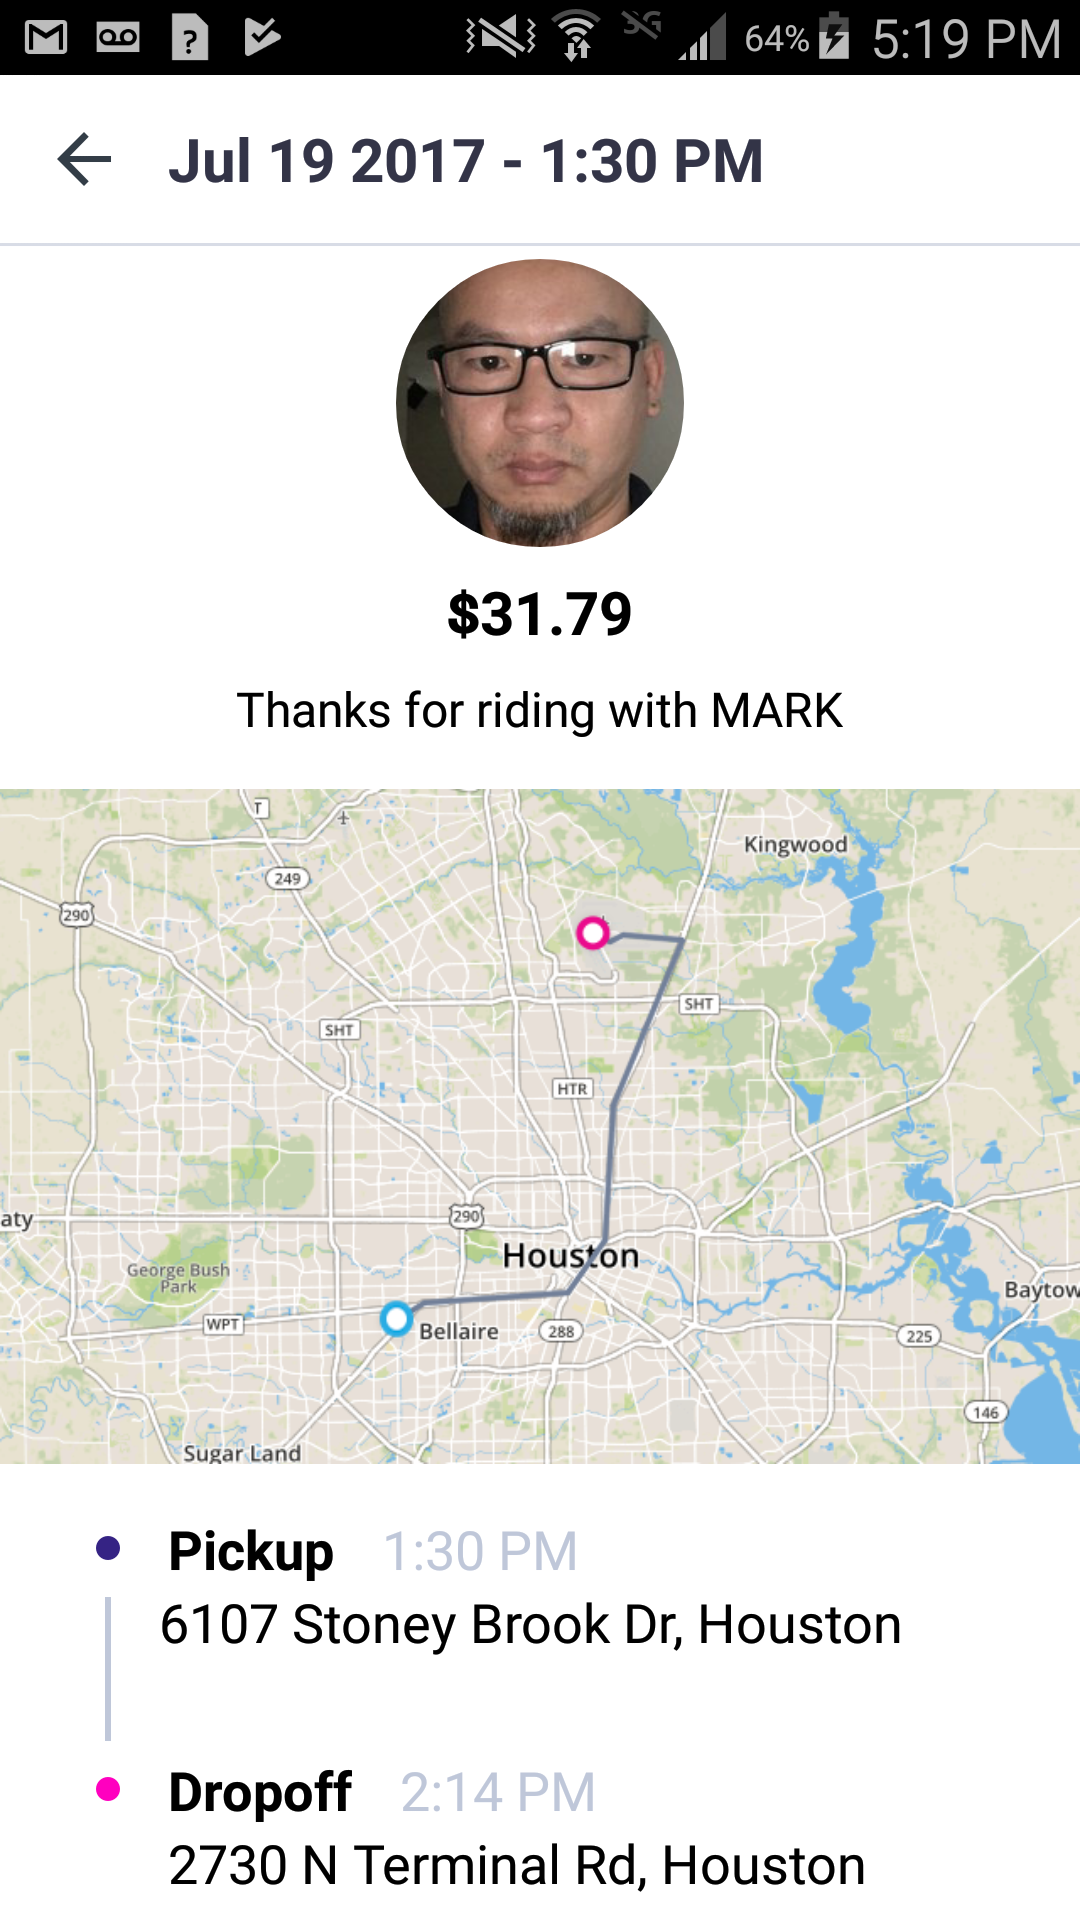 64% 5:19 PM
Jul 19 2017 - 1:30 PM
$31.79
Thanks for riding with MARK
T
Kingwood
249
290
SHT
SHT
HTR
290
aty
Houston
George Bush
Park
Baytow
WPT
Bellaire
288
225
146
Sugar Land
Pickup 1:30 PM
6107 Stoney Brook Dr, Houston
Dropoff 2:14 PM
2730 N Terminal Rd, Houston